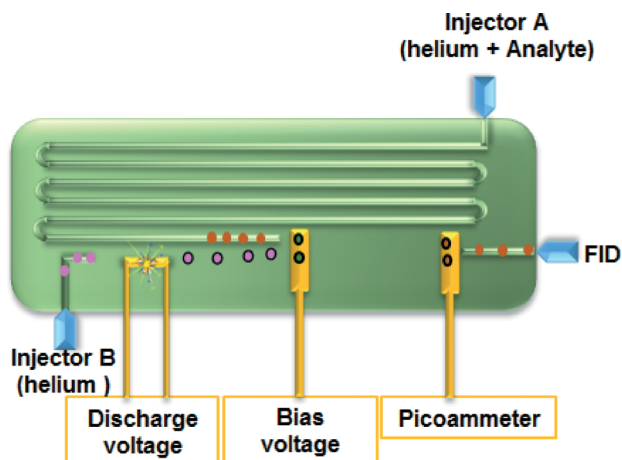 Injector A
(helium + Analyte)
FID
Injector B
(helium )
Discharge
voltage
Bias
voltage
Picoammeter